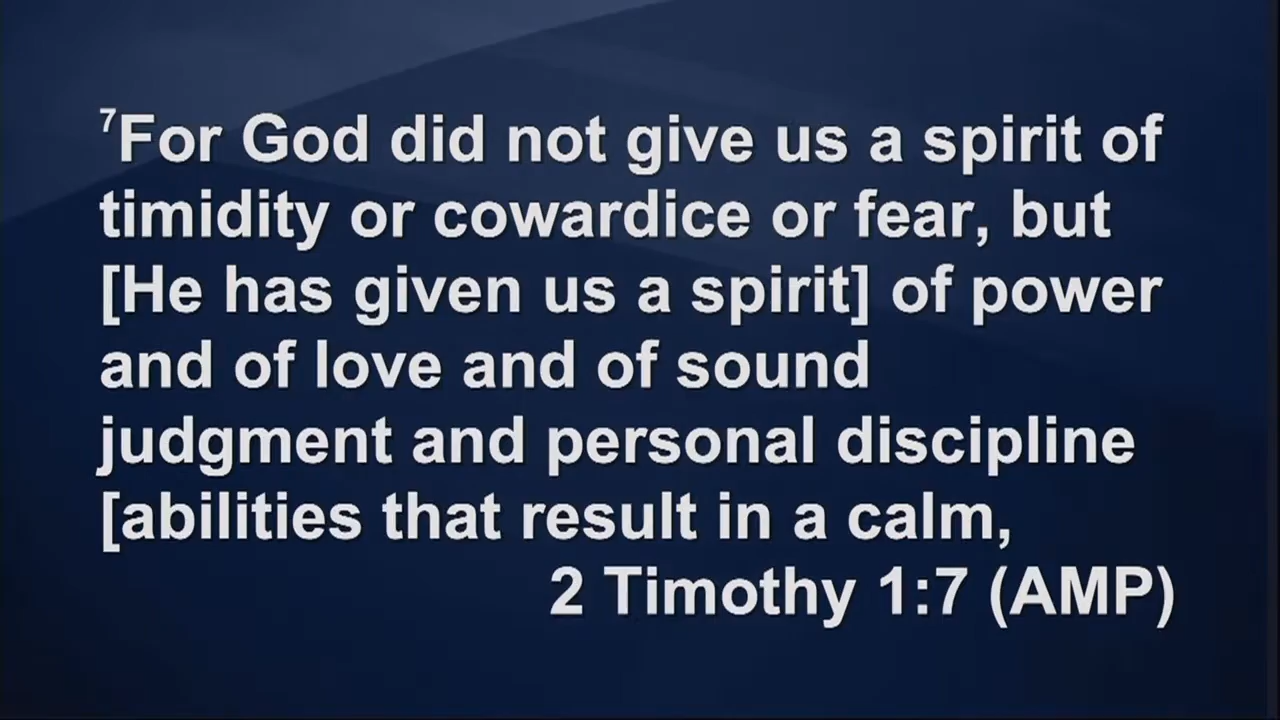 ⁷For God did not give us a spirit of
timidity or cowardice or fear, but
[He has given us a spirit] of power
and of love and of sound
judgment and personal discipline
[abilities that result in a calm,
2 Timothy 1:7 (AMP)